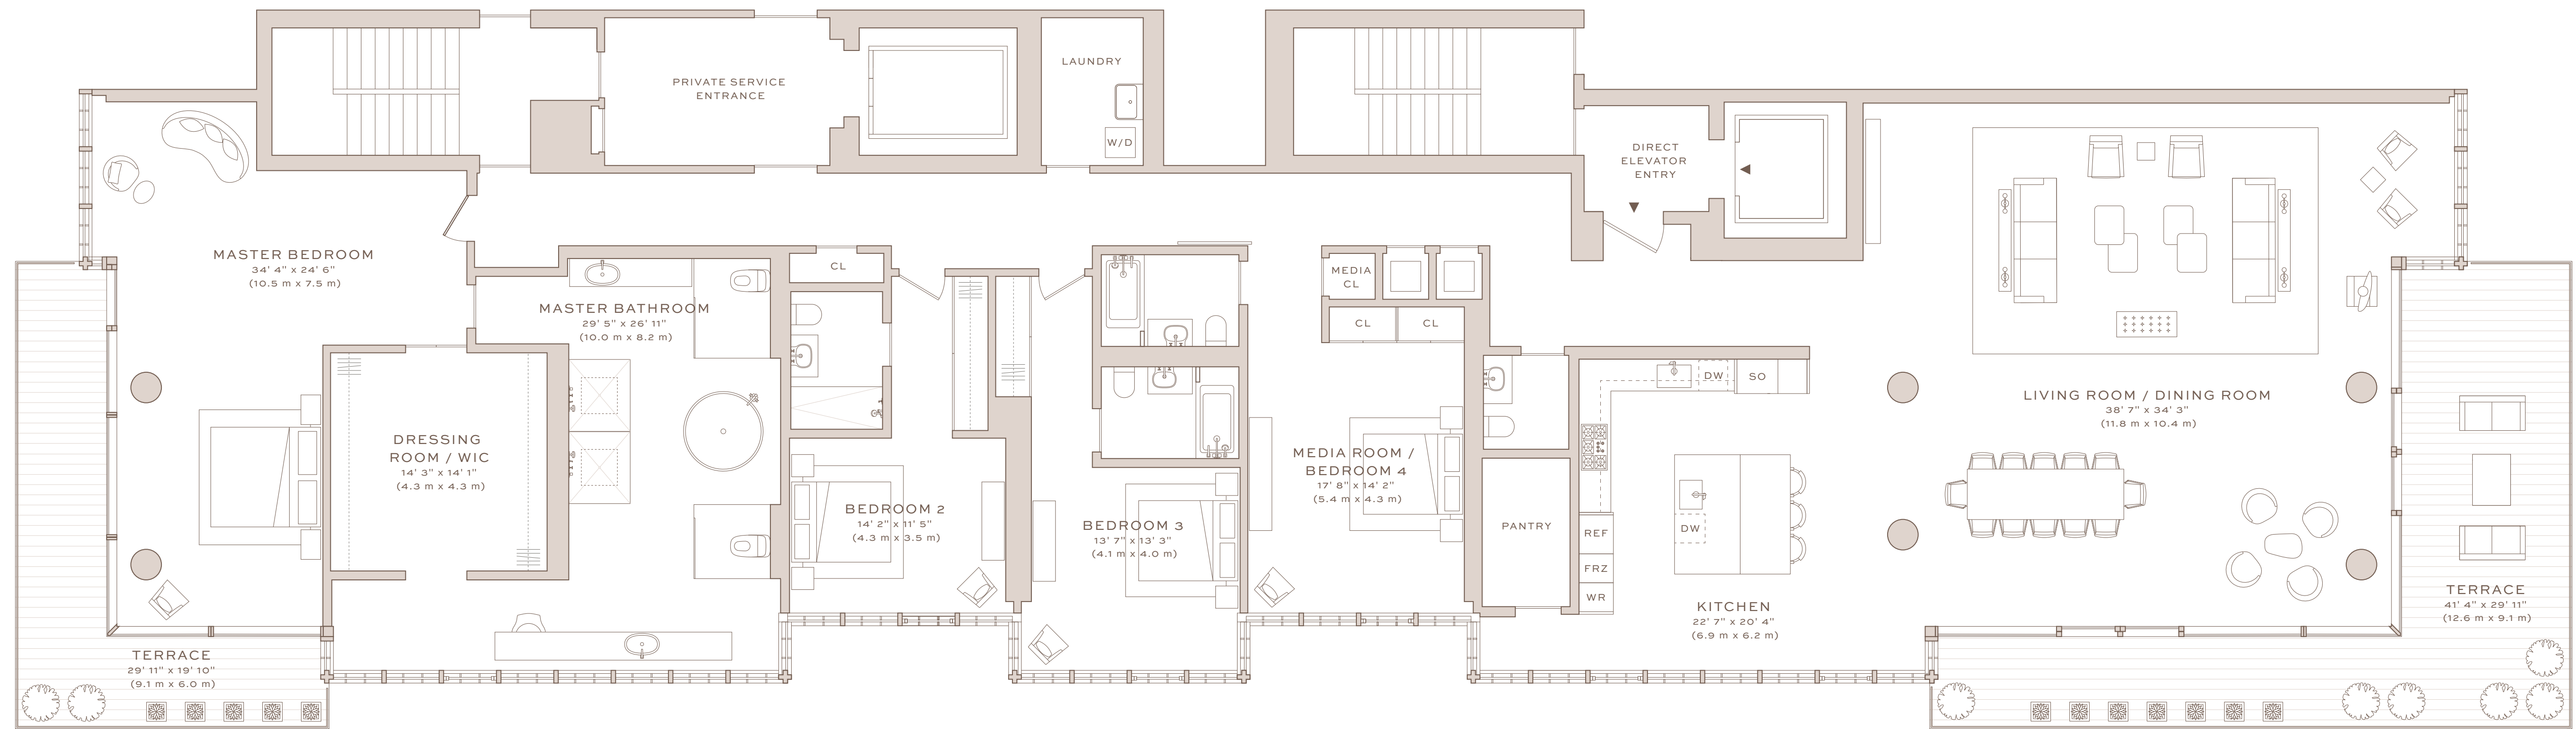 PRIVATE SERVICE
ENTRANCE
LAUNDRY
W/D
DIRECT
ELEVATOR
ENTRY
MASTER BEDROOM
34' 4" x 24' 6"
(10.5 m x 7.5 m)
CL
MEDIA
CL
MASTER BATHROOM
29' 5" x 26' 11"
(10.0 m x 8.2 m)
CL
CL
DW
SO
LIVING ROOM / DINING ROOM
38' 7" x 34' 3"
(11.8 m x 10.4 m)
DRESSING
ROOM / WIC
14' 3" x 14' 1"
(4.3 m x 4.3 m)
MEDIA ROOM /
BEDROOM 4
17' 8" x 14' 2"
(5.4 m x 4.3 m)
BEDROOM 2
14' 2" x 11' 5"
(4.3 m x 3.5 m)
BEDROOM 3
13' 7" x 13' 3"
(4.1 m x 4.0 m)
PANTRY
DW
REF
FRZ
WR
KITCHEN
22' 7" x 20' 4"
(6.9 m x 6.2 m)
TERRACE
41' 4" x 29' 11"
(12.6 m x 9.1 m)
TERRACE
29' 11" x 19' 10"
(9.1 m x 6.0 m)